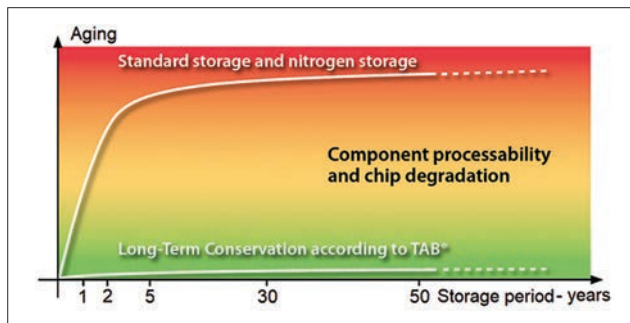 Aging
Standard storage and nitrogen storage
Component processability
and chip degradation
Long-Term Conservation according to TAB®
1 2 5 30 50 Storage period - years